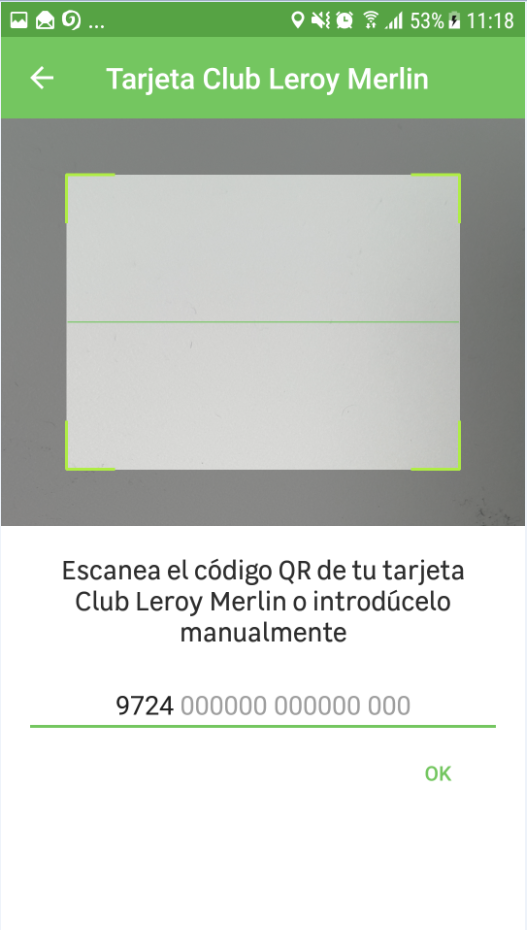 ... 53% 11:18
Tarjeta Club Leroy Merlin
Escanea el código QR de tu tarjeta
Club Leroy Merlin o introdúcelo
manualmente
9724 000000 000000 000
OK